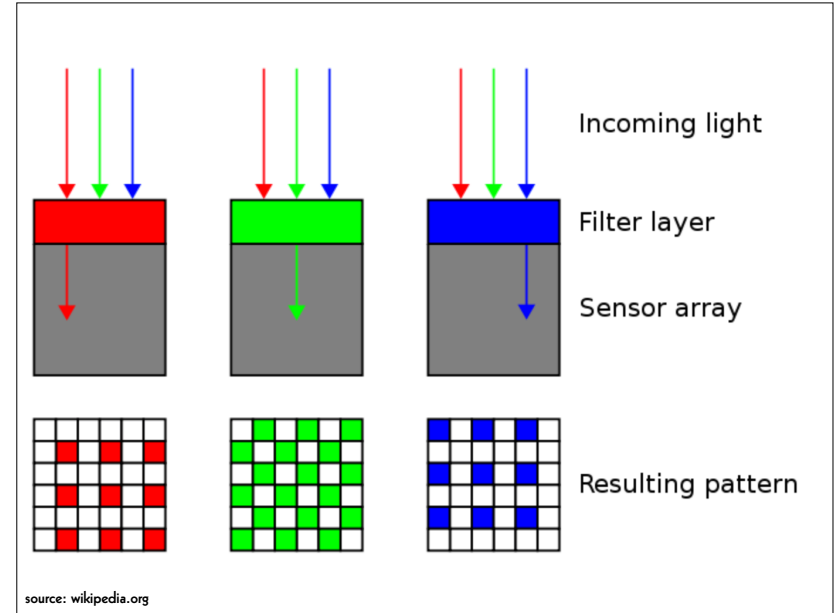 Incoming light
Filter layer
Sensor array
Resulting pattern
source: wikipedia.org